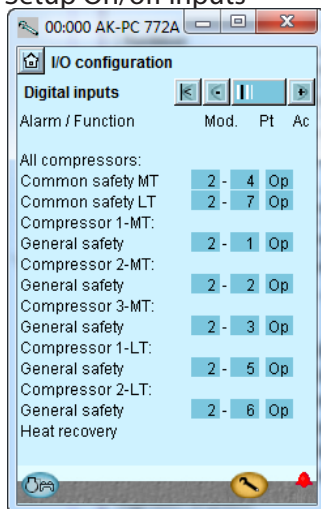 Setup On/off inputs
00:000 AK-PC 772A
I/O configuration
Digital inputs
Alarm / Function Mod. Pt Ac
All compressors:
Common safety MT 2 - 4 Op
Common safety LT 2 - 7 Op
Compressor 1-MT:
General safety 2 - 1 Op
Compressor 2-MT:
General safety 2 - 2 Op
Compressor 3-MT:
General safety 2 - 3 Op
Compressor 1-LT:
General safety 2 - 5 Op
Compressor 2-LT:
General safety 2 - 6 Op
Heat recovery